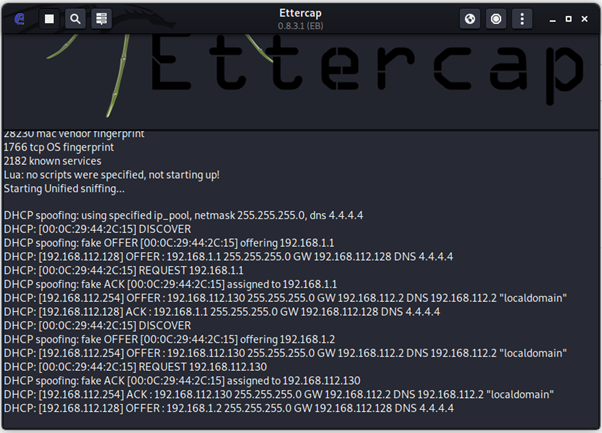 Ettercap
0.8.3.1 (EB)
Ettercap
28230 mac vendor fingerprint
1766 tcp OS fingerprint
2182 known services
Lua: no scripts were specified, not starting up!
Starting Unified sniffing...
DHCP spoofing: using specified ip_pool, netmask 255.255.255.0, dns 4.4.4.4
DHCP: [00:0C:29:44:2C:15] DISCOVER
DHCP spoofing: fake OFFER [00:0C:29:44:2C:15] offering 192.168.1.1
DHCP: [192.168.112.128] OFFER : 192.168.1.1 255.255.255.0 GW 192.168.112.128 DNS 4.4.4.4
DHCP: [00:0C:29:44:2C:15] REQUEST 192.168.1.1
DHCP spoofing: fake ACK [00:0C:29:44:2C:15] assigned to 192.168.1.1
DHCP: [192.168.112.254] OFFER : 192.168.112.130 255.255.255.0 GW 192.168.112.2 DNS 192.168.112.2 "localdomain"
DHCP: [192.168.112.128] ACK : 192.168.1.1 255.255.255.0 GW 192.168.112.128 DNS 4.4.4.4
DHCP: [00:0C:29:44:2C:15] DISCOVER
DHCP spoofing: fake OFFER [00:0C:29:44:2C:15] offering 192.168.1.2
DHCP: [192.168.112.254] OFFER : 192.168.112.130 255.255.255.0 GW 192.168.112.2 DNS 192.168.112.2 "localdomain"
DHCP: [00:0C:29:44:2C:15] REQUEST 192.168.112.130
DHCP spoofing: fake ACK [00:0C:29:44:2C:15] assigned to 192.168.112.130
DHCP: [192.168.112.254] ACK : 192.168.112.130 255.255.255.0 GW 192.168.112.2 DNS 192.168.112.2 "localdomain"
DHCP: [192.168.112.128] OFFER : 192.168.1.2 255.255.255.0 GW 192.168.112.128 DNS 4.4.4.4